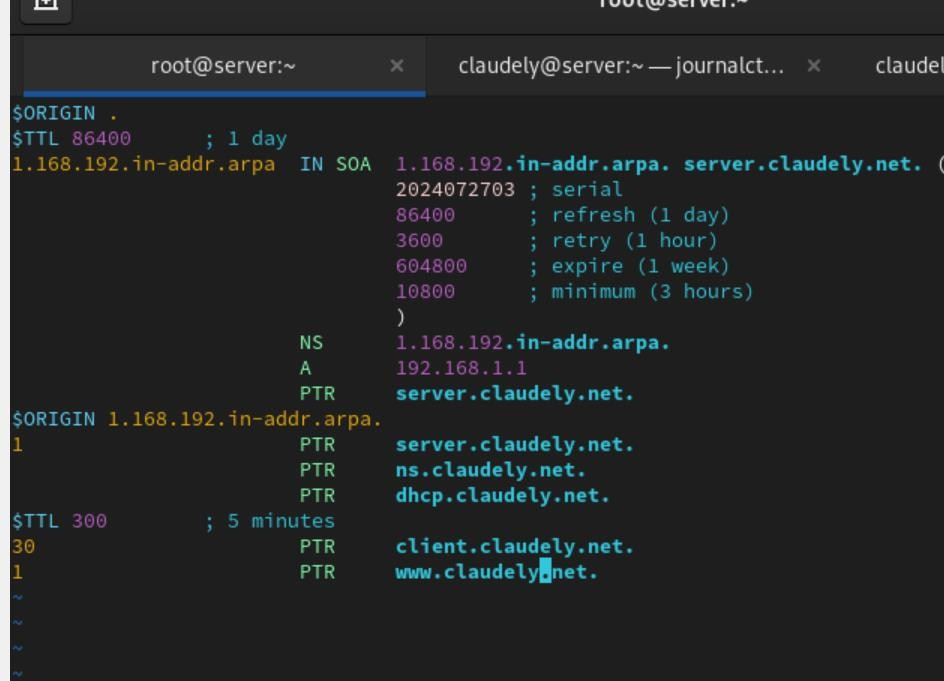 root@server:~
root@server:~ × claudely@server:~ — journalct... × claudel
$ORIGIN .
$TTL 86400 ; 1 day
1.168.192.in-addr.arpa IN SOA 1.168.192.in-addr.arpa. server.claudely.net. (
2024072703 ; serial
86400 ; refresh (1 day)
3600 ; retry (1 hour)
604800 ; expire (1 week)
10800 ; minimum (3 hours)
)
NS 1.168.192.in-addr.arpa.
A 192.168.1.1
PTR server.claudely.net.
$ORIGIN 1.168.192.in-addr.arpa.
1 PTR server.claudely.net.
PTR ns.claudely.net.
PTR dhcp.claudely.net.
$TTL 300 ; 5 minutes
30 PTR client.claudely.net.
1 PTR www.claudely.net.
~
~
~
~